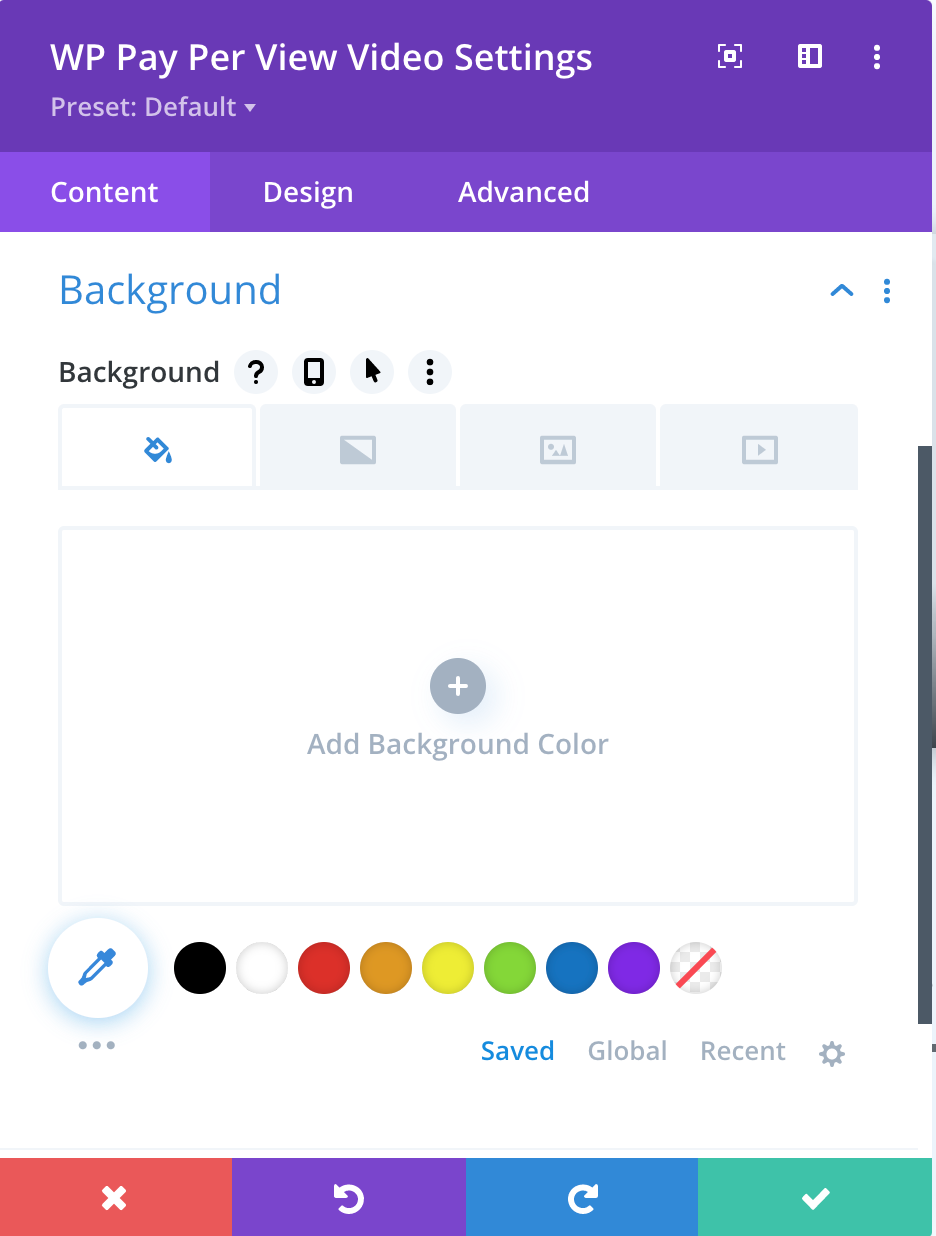 WP Pay Per View Video Settings
Preset: Default
Content Design Advanced
Background
Background ?
Add Background Color
Saved Global Recent